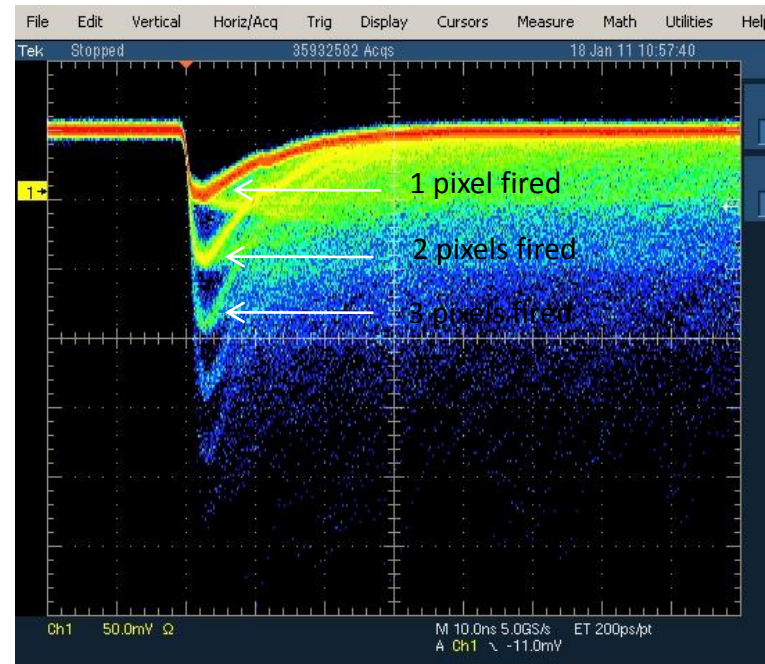 File Edit Vertical Horiz/Acq Trig Display Cursors Measure Math Utilities Help
Tek Stopped 35932582 Acqs 18 Jan 11 10:57:40
1 pixel fired
1
2 pixels fired
3 pixels fired
Ch1 50.0mV Ω M 10.0ns 5.0GS/s ET 200ps/pt
A Ch1 -11.0mV